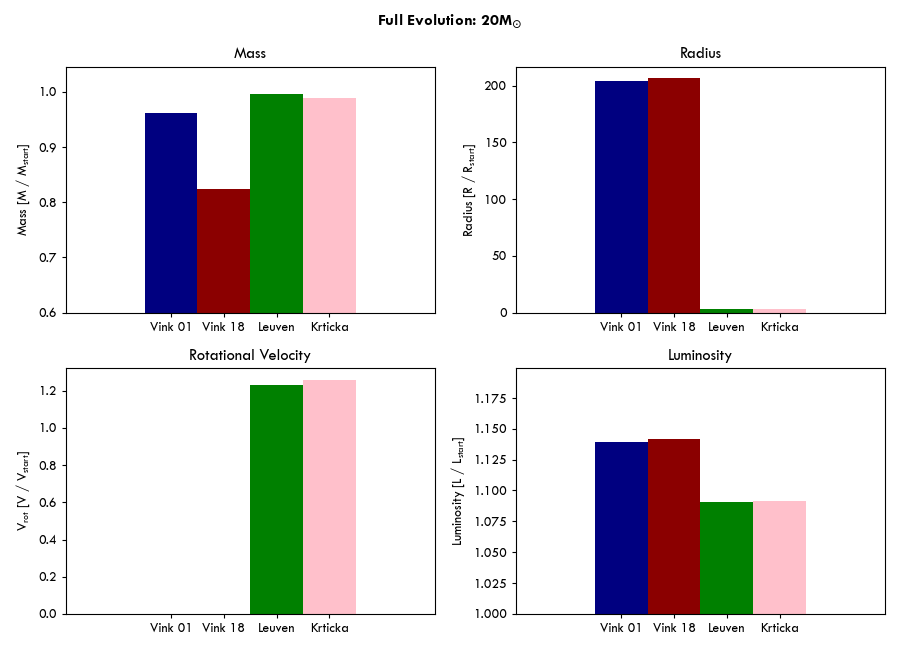 Full Evolution: 20M☉
Mass
Mass [M / Mstart]
1.0
0.9
0.8
0.7
0.6
Vink 01 Vink 18 Leuven Krticka
Radius
Radius [R / Rstart]
200
150
100
50
0
Vink 01 Vink 18 Leuven Krticka
Rotational Velocity
Vrot [V / Vstart]
1.2
1.0
0.8
0.6
0.4
0.2
0.0
Vink 01 Vink 18 Leuven Krticka
Luminosity
Luminosity [L / Lstart]
1.175
1.150
1.125
1.100
1.075
1.050
1.025
1.000
Vink 01 Vink 18 Leuven Krticka